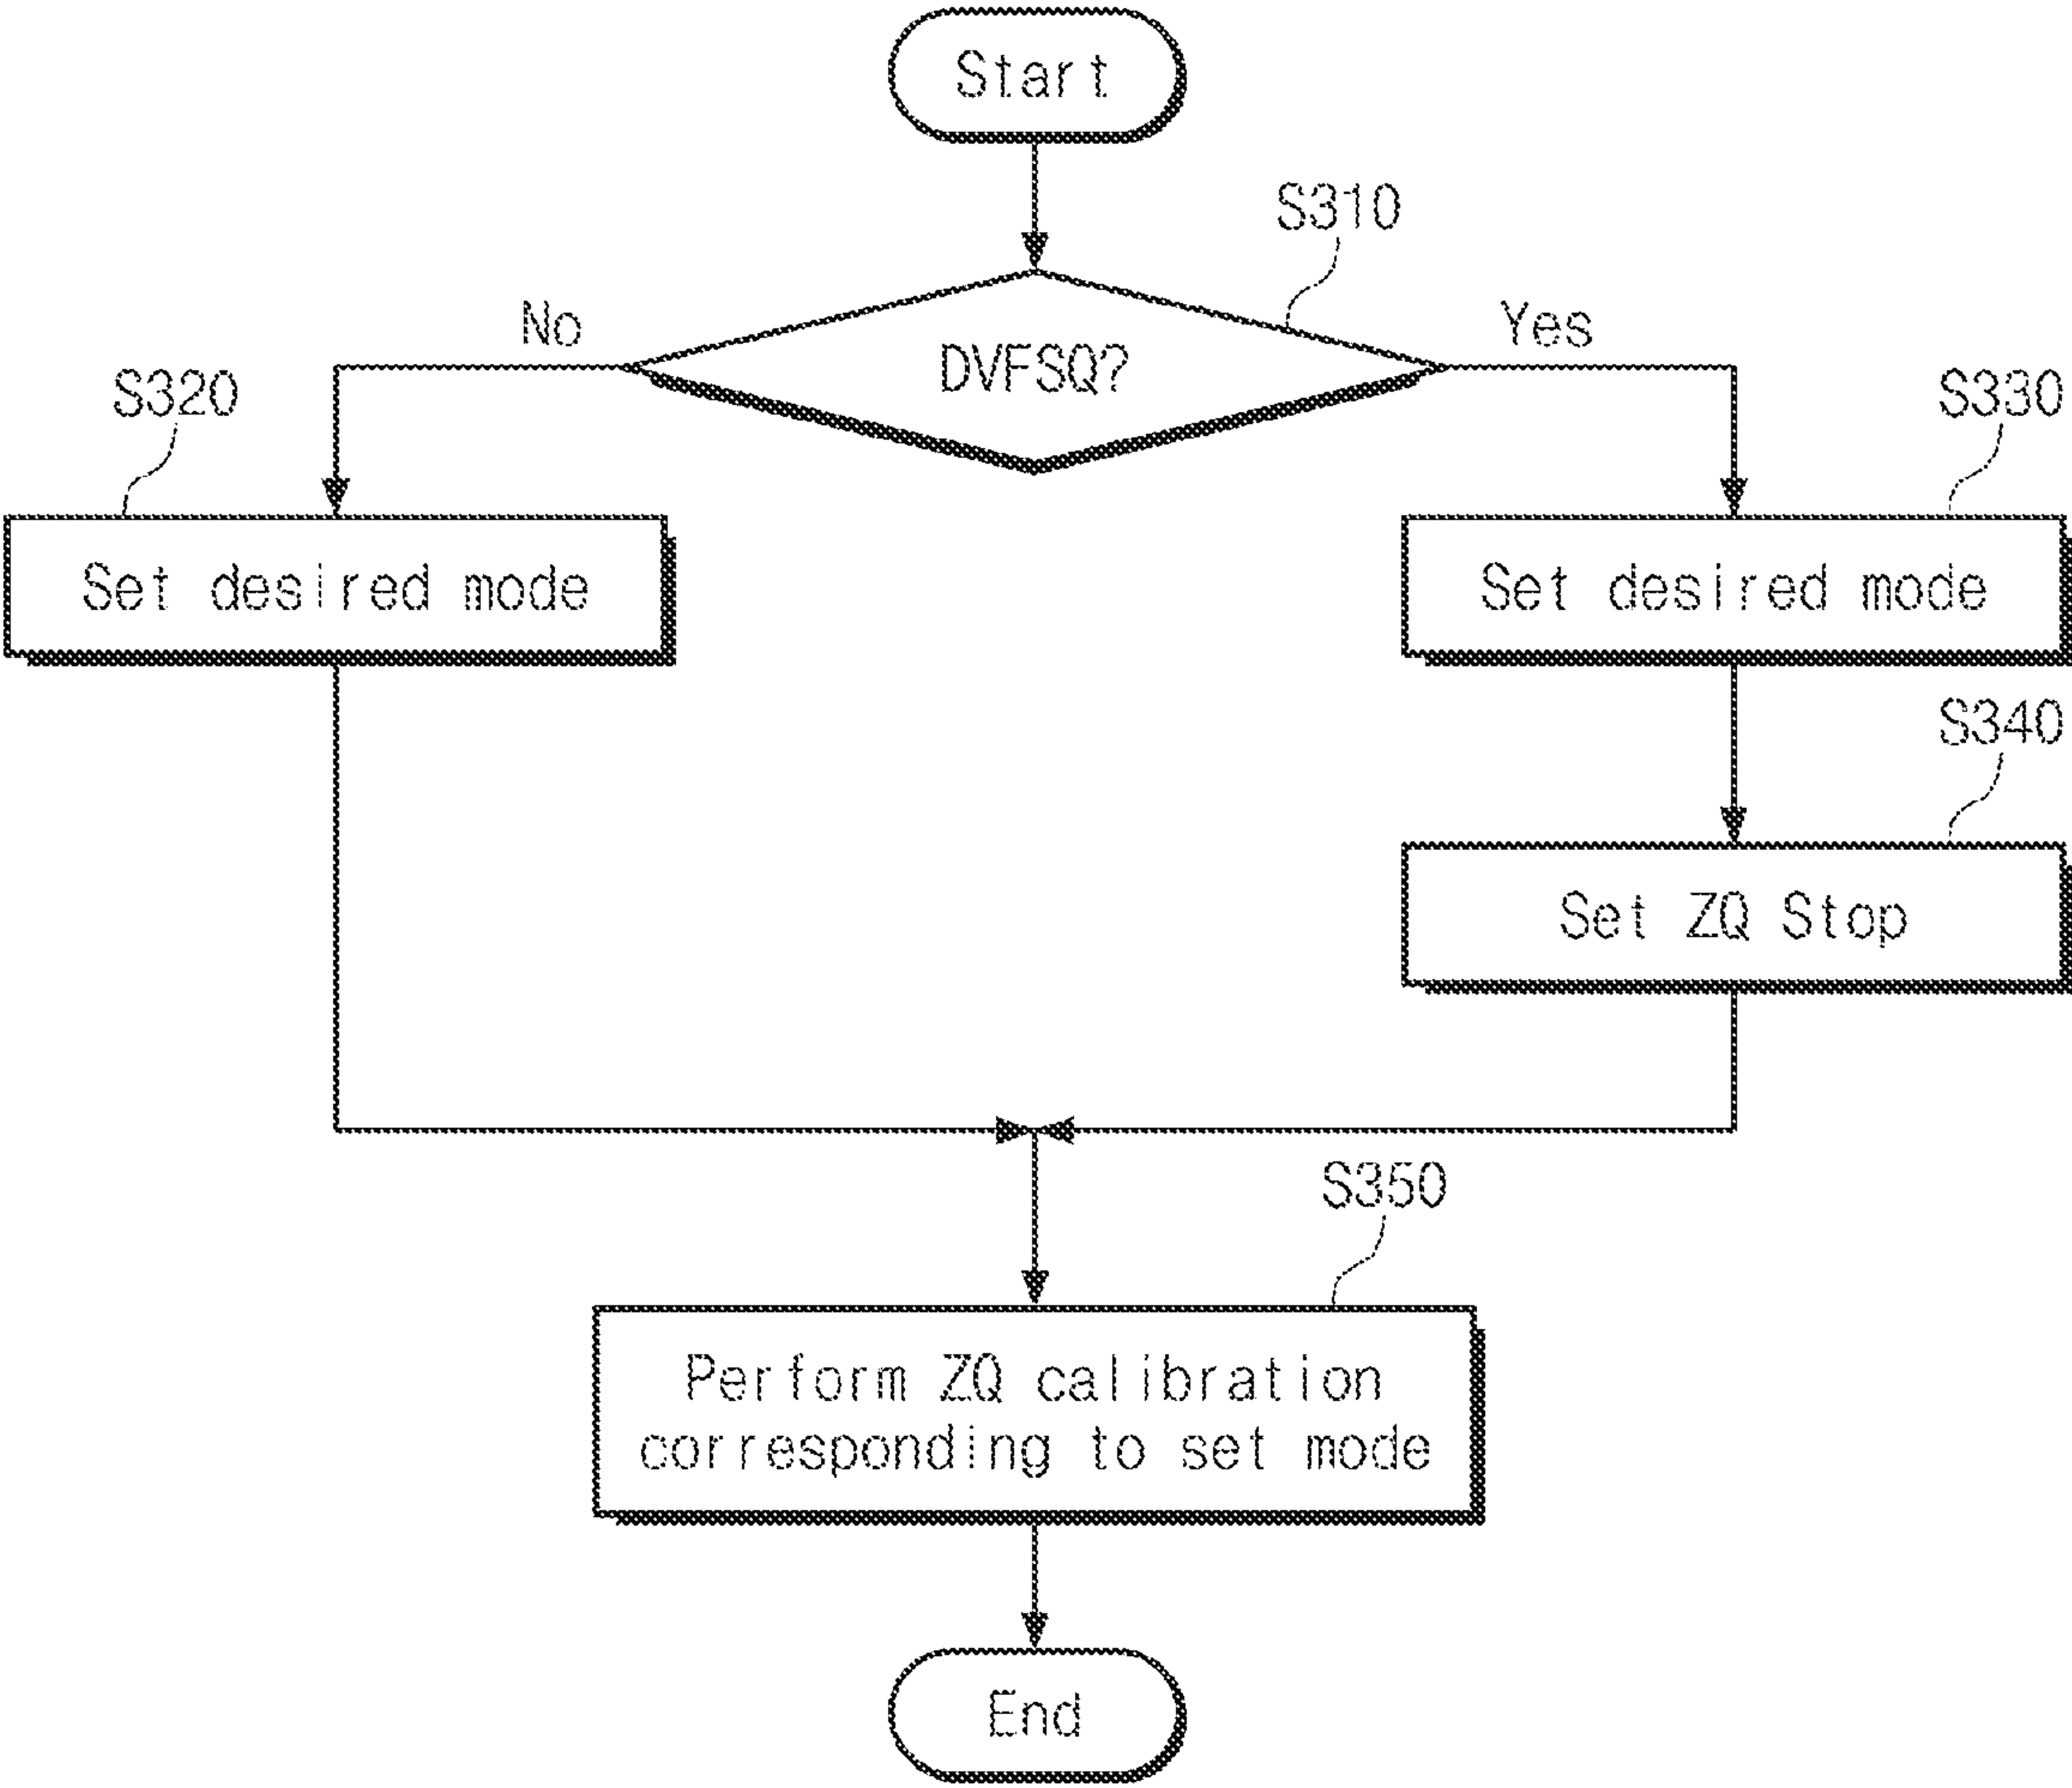 Start
S310
No
DVFSQ?
Yes
S320
S330
Set desired mode
Set desired mode
S340
Set ZQ Stop
S350
Perform ZQ calibration
corresponding to set mode
End